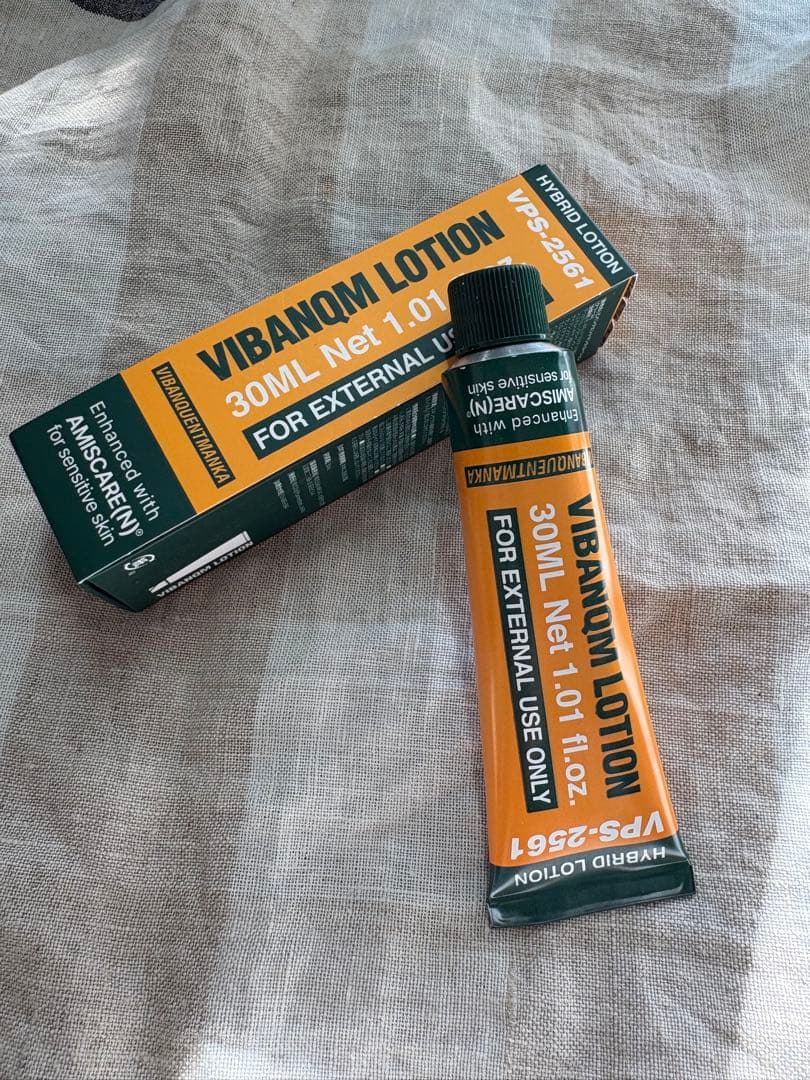 HYBRID LOTION
VPS-2561
VIBANQM LOTION
30ML Net 1.01
FOR EXTERNAL
VIBANQUENTMANKA
Enhanced with
AMISCARE(N)®
for sensitive skin
VIBANQM LOTION
Enhanced with
AMISCARE(N)®
for sensitive skin
VIBANQM LOTION
30ML Net 1.01 fl.oz.
FOR EXTERNAL USE ONLY
VPS-2561
HYBRID LOTION